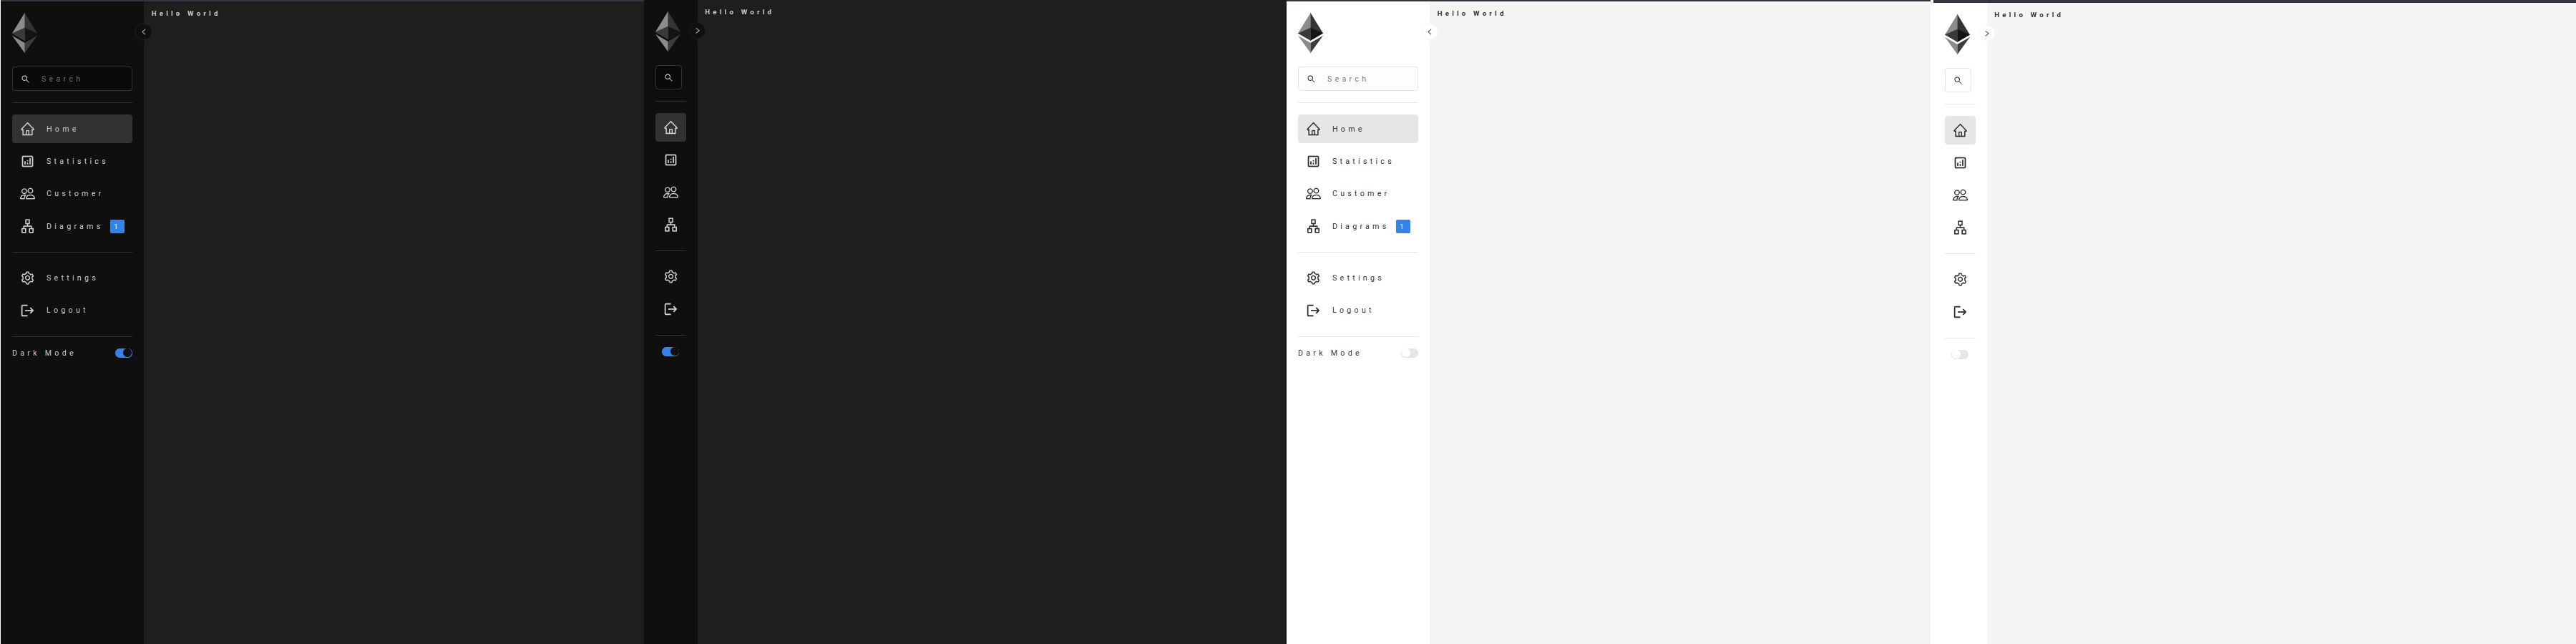 Hello World
Search
Home
Statistics
Customer
Diagrams 1
Settings
Logout
Dark Mode
Hello World
Hello World
Search
Home
Statistics
Customer
Diagrams 1
Settings
Logout
Dark Mode
Hello World